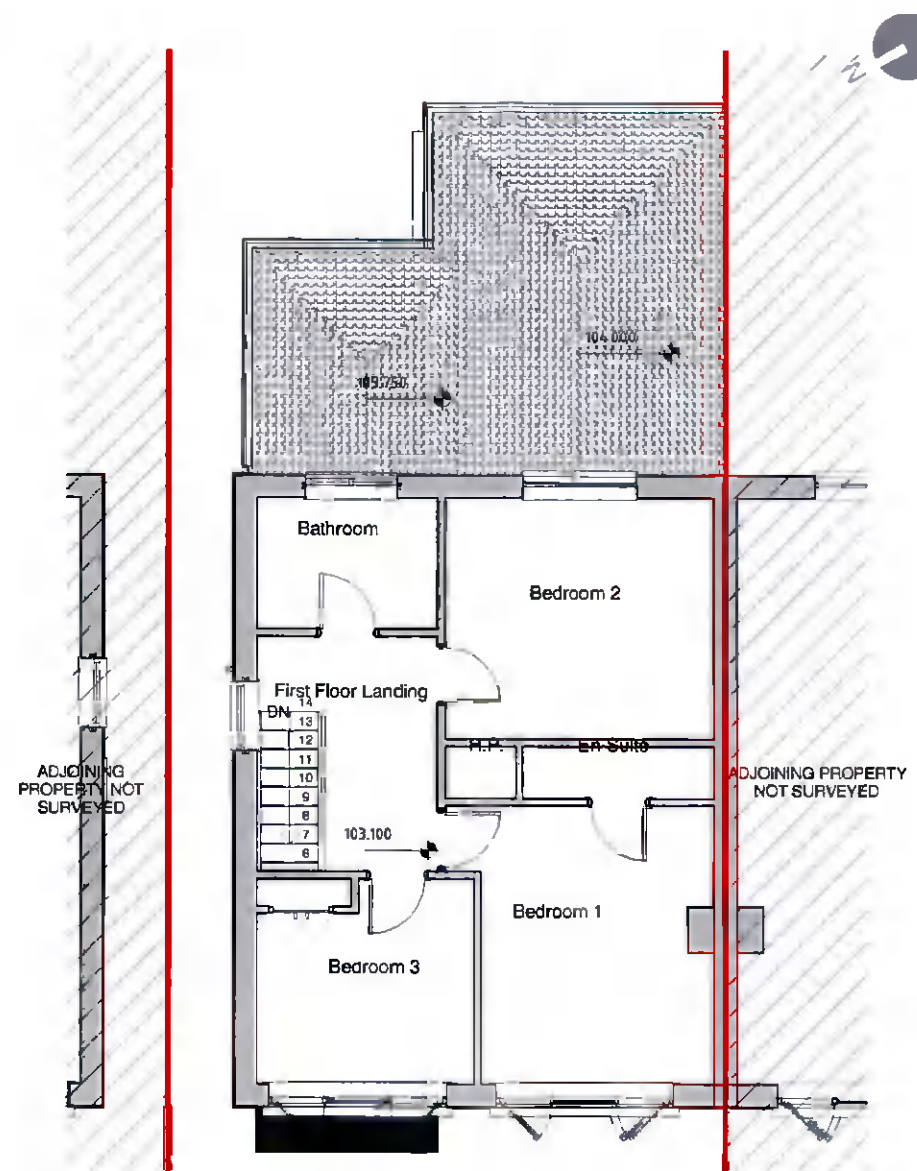 N
104.000
103.750
Bathroom
Bedroom 2
First Floor Landing
DN
14
13
12
11
10
9
8
7
6
H.P.
En-Suite
ADJOINING
PROPERTY NOT
SURVEYED
ADJOINING PROPERTY
NOT SURVEYED
103.100
Bedroom 1
Bedroom 3